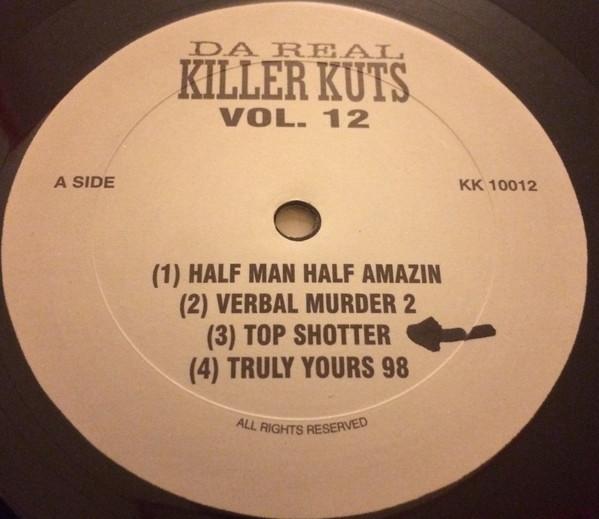 DA REAL
KILLER KUTS
VOL. 12
A SIDE
KK 10012
(1) HALF MAN HALF AMAZIN
(2) VERBAL MURDER 2
(3) TOP SHOTTER
(4) TRULY YOURS 98
ALL RIGHTS RESERVED